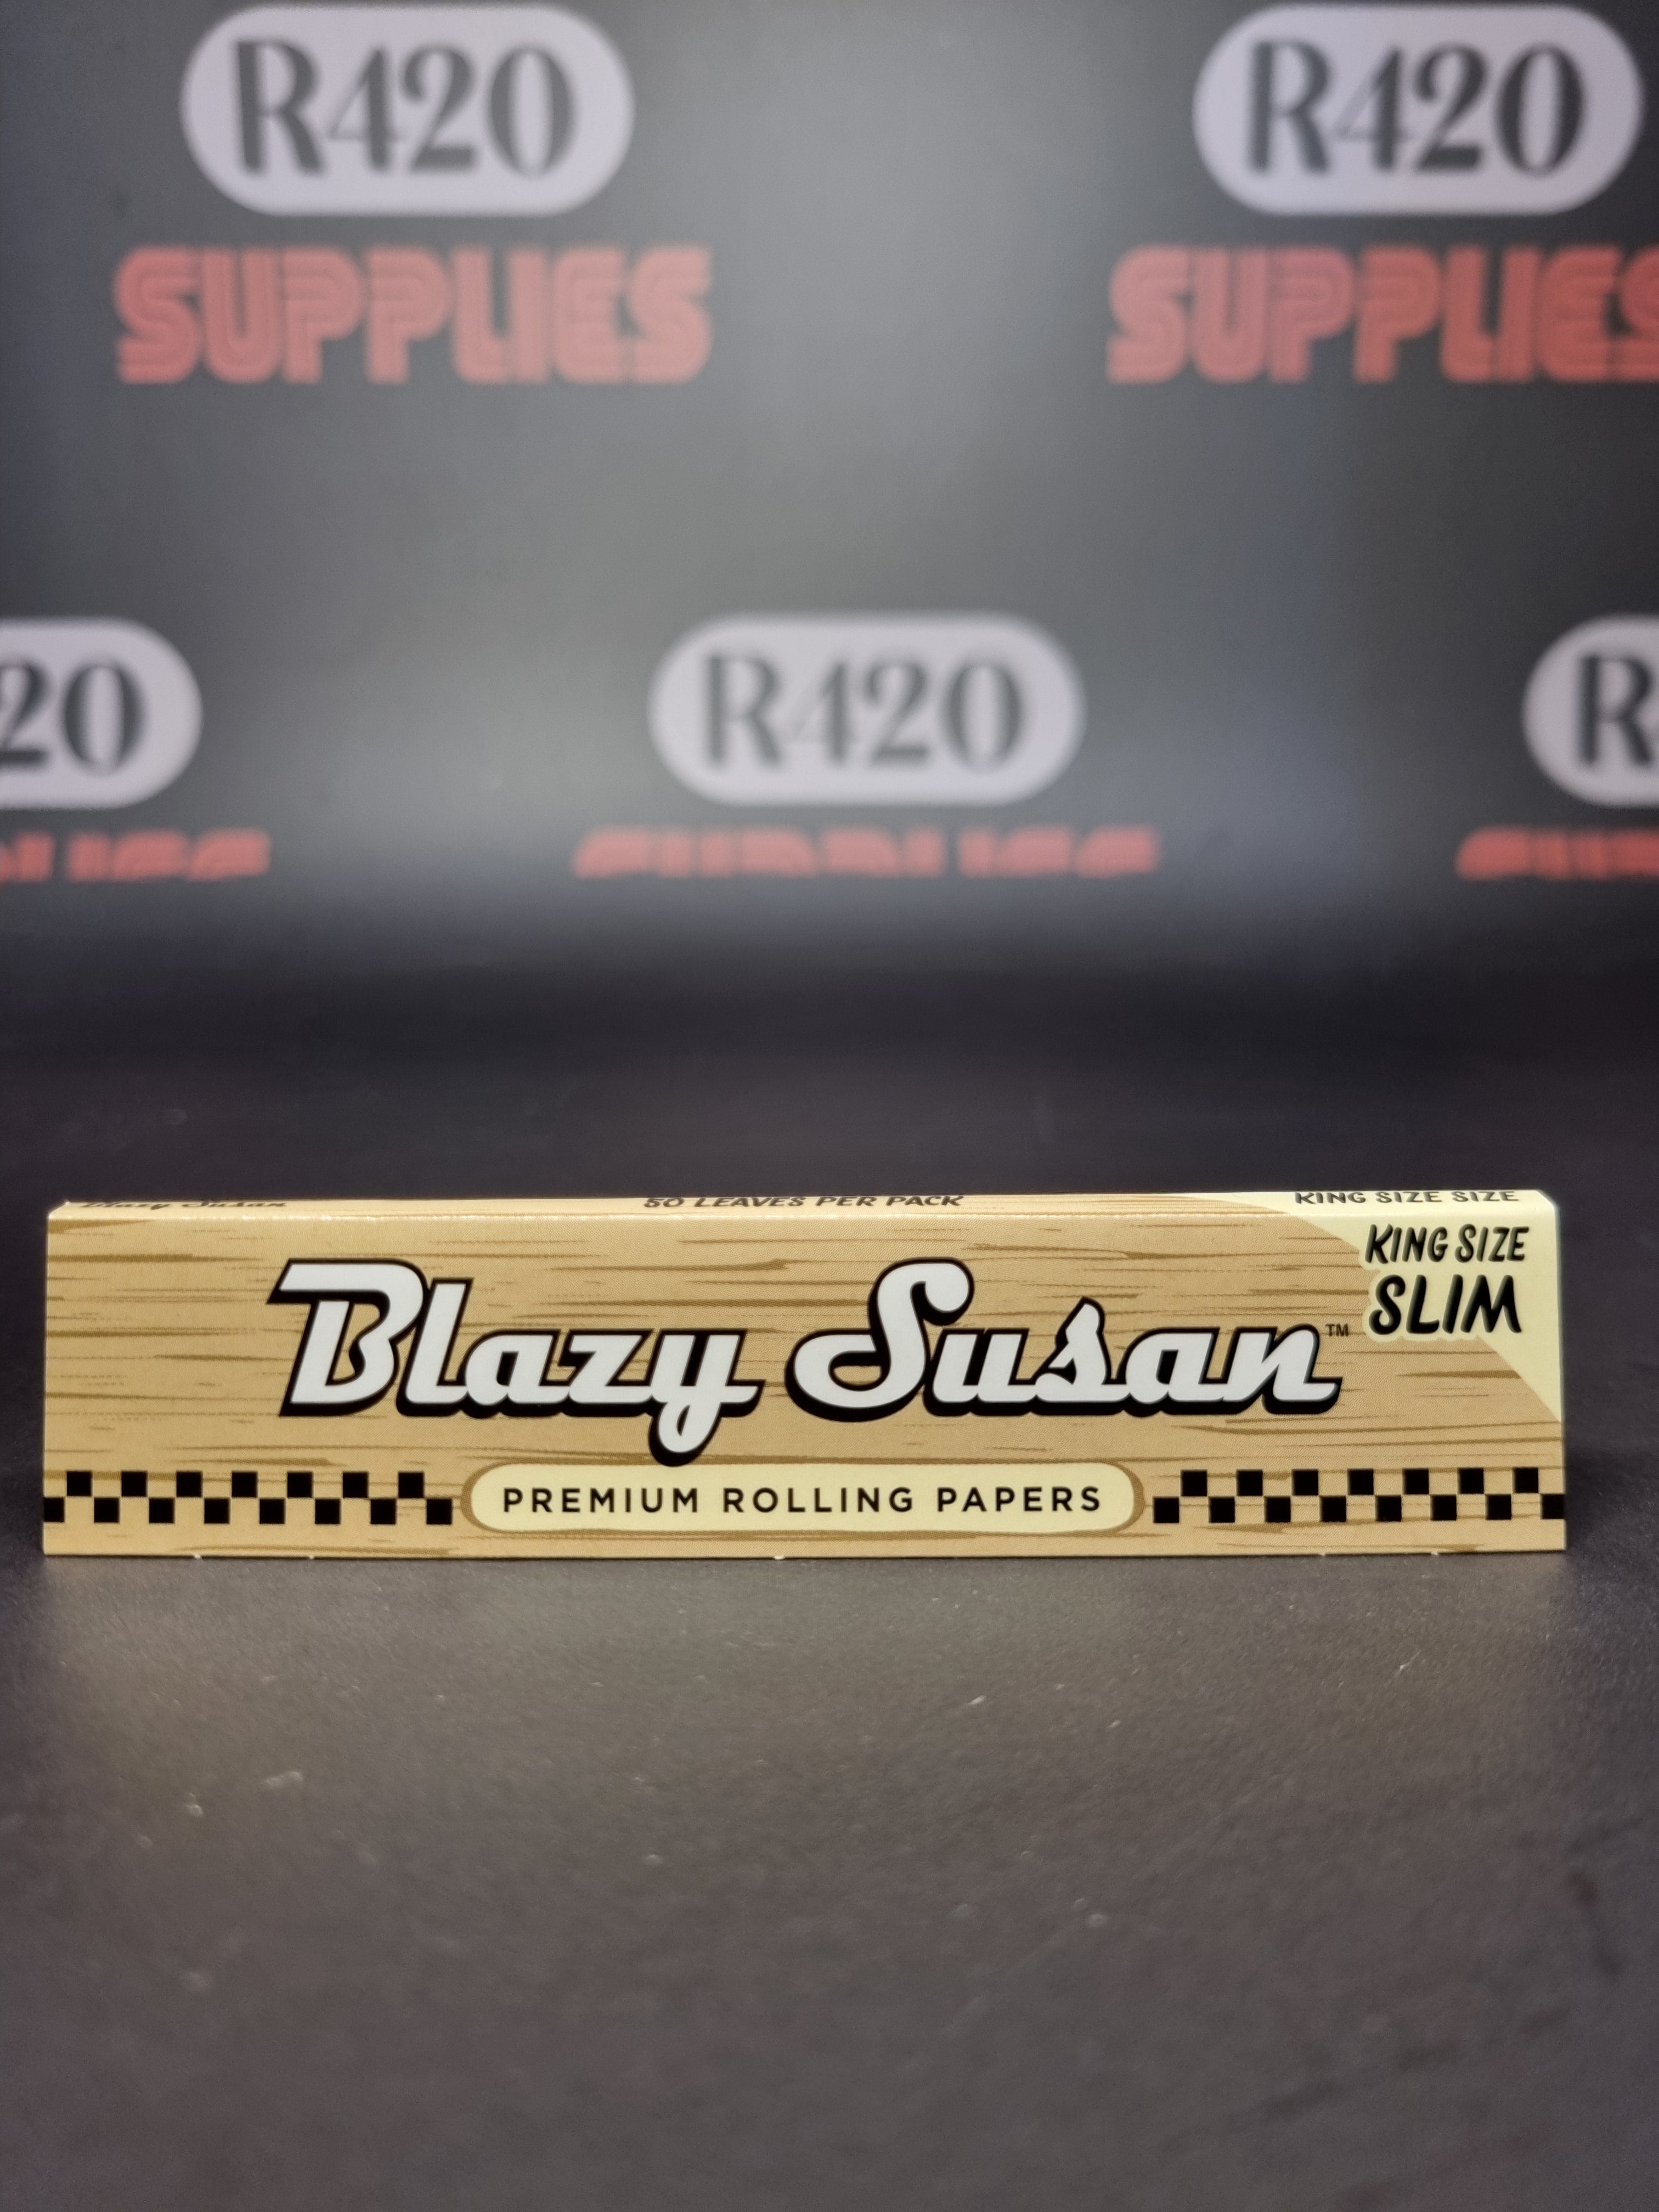 R420
R420
SUPPLIES
SUPPLIES
20
R420
R
Blazy Susan
50 LEAVES PER PACK
KING SIZE SIZE
KING SIZE
SLIM
Blazy Susan™
PREMIUM ROLLING PAPERS